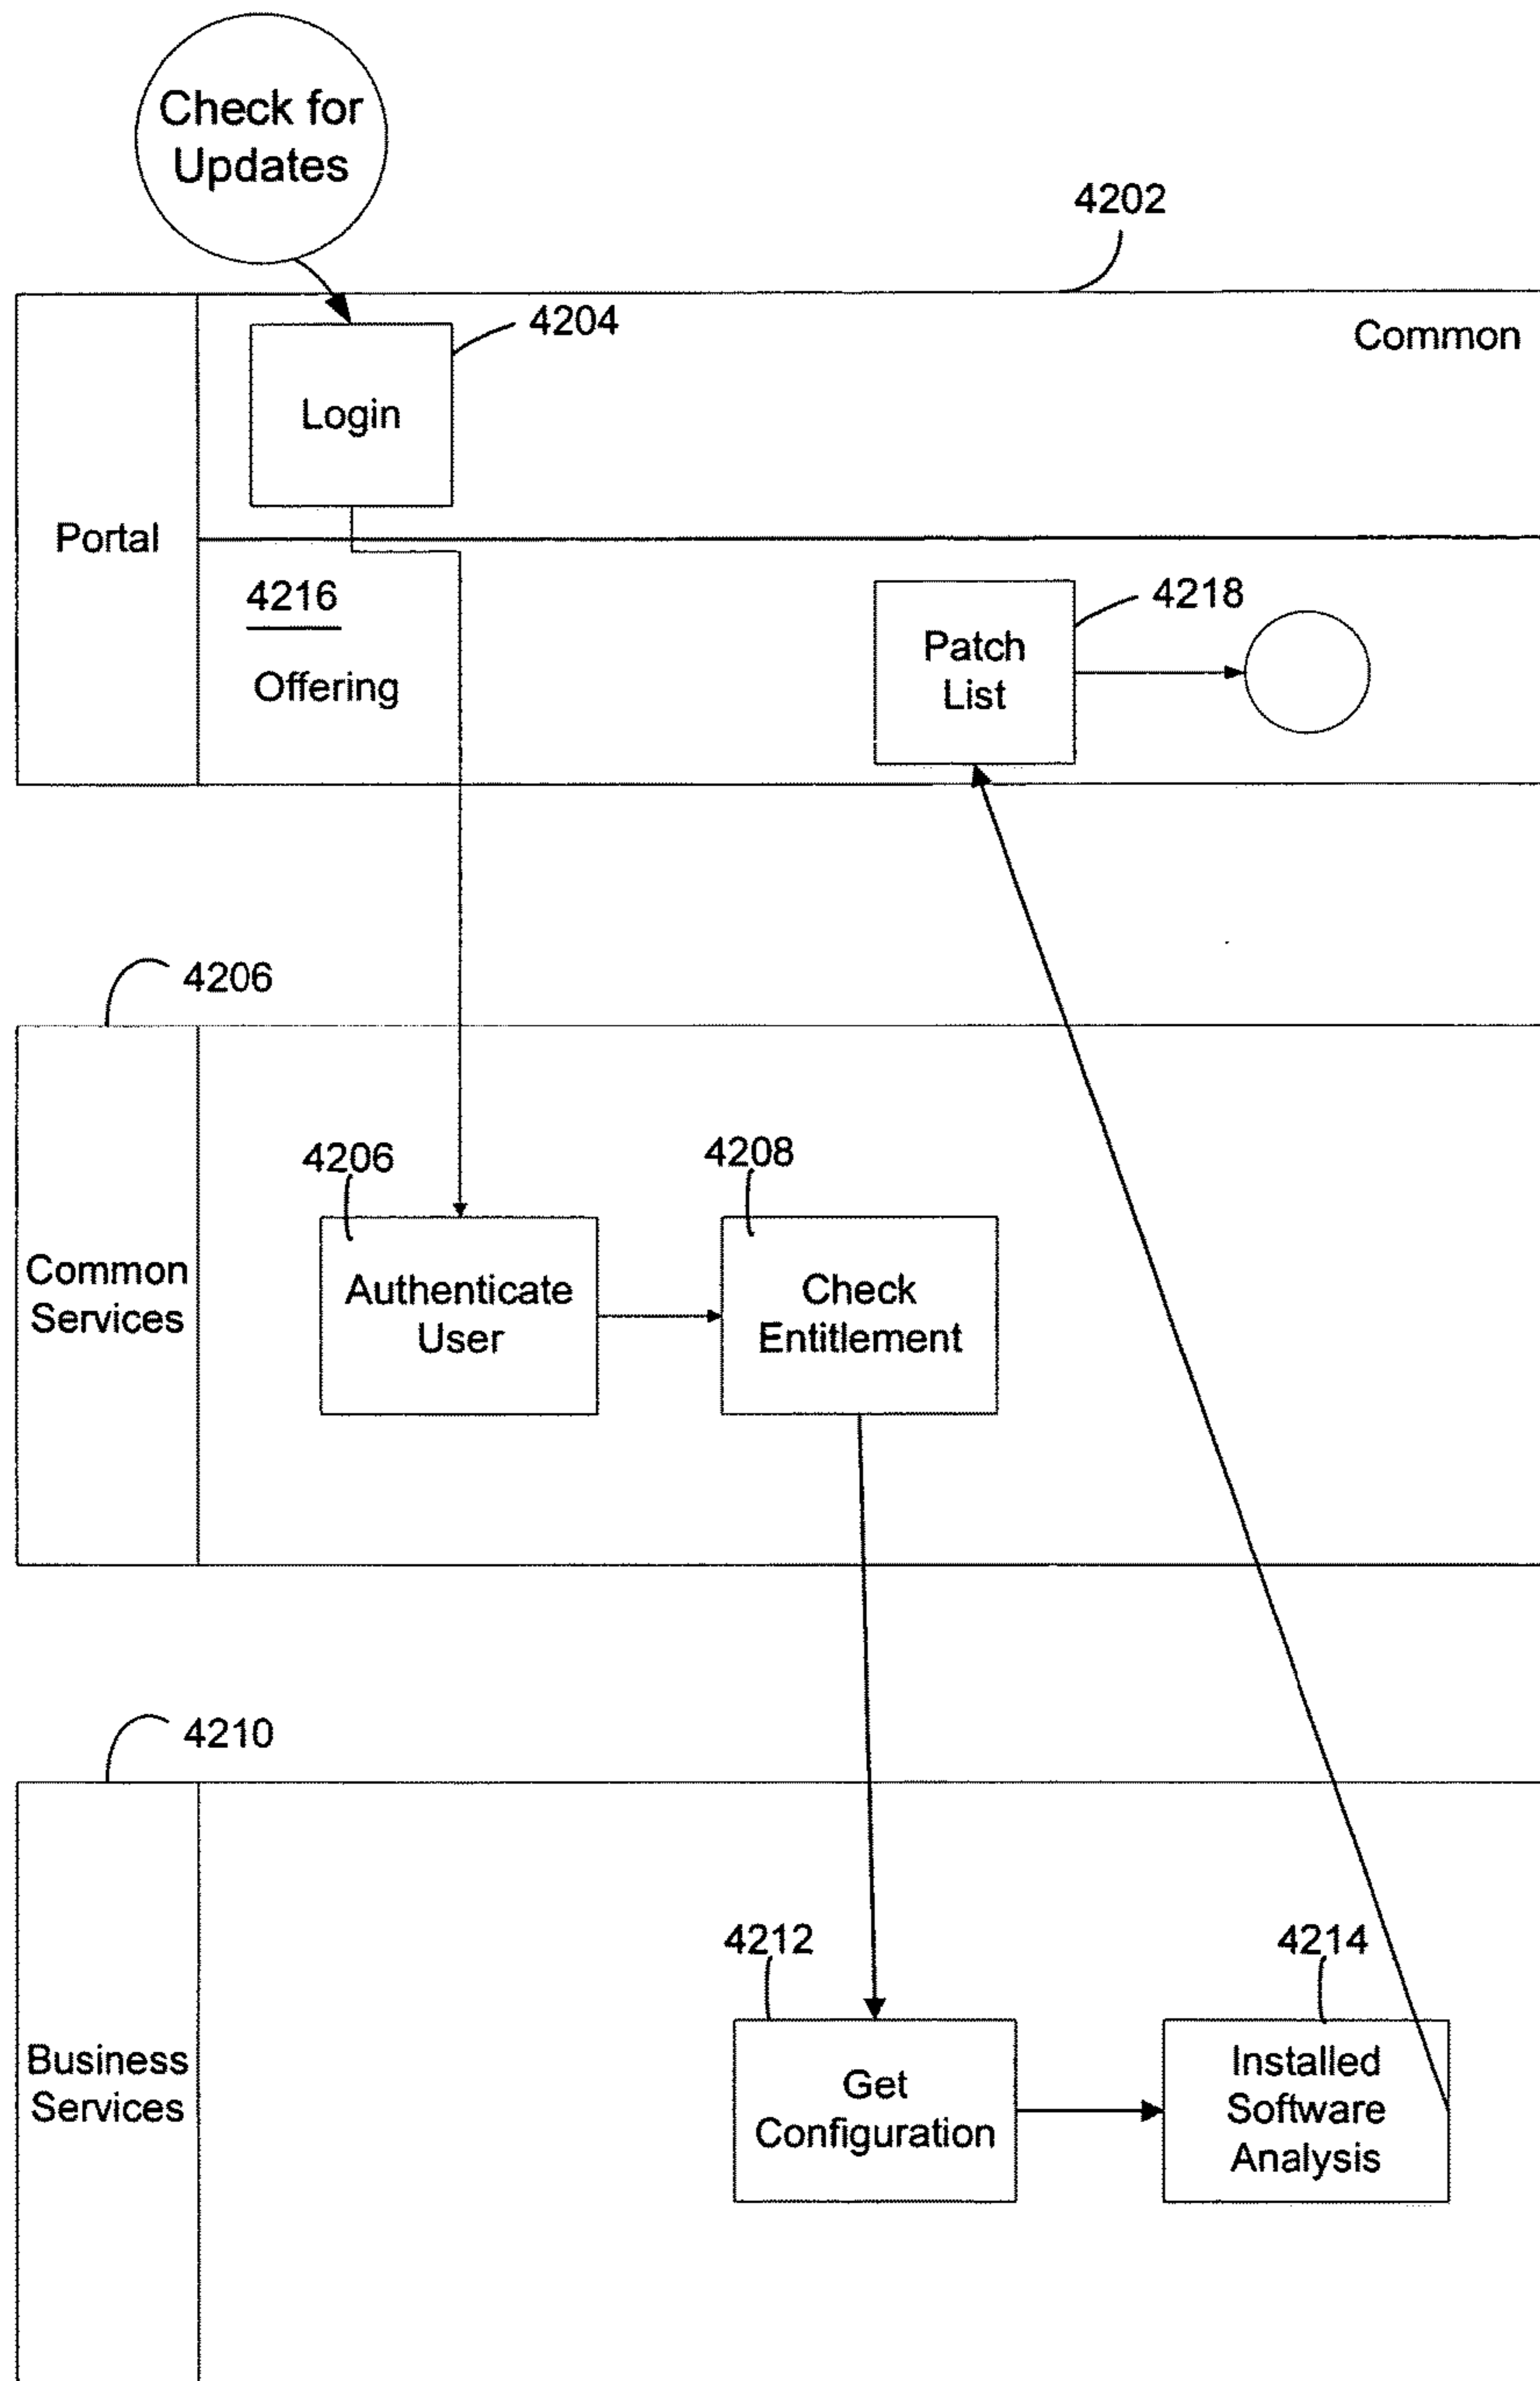 Check for
Updates
4202
4204
Common
Login
Portal
4216
Offering
4218
Patch
List
4206
4206
4208
Common
Services
Authenticate
User
Check
Entitlement
4210
4212
4214
Business
Services
Get
Configuration
Installed
Software
Analysis